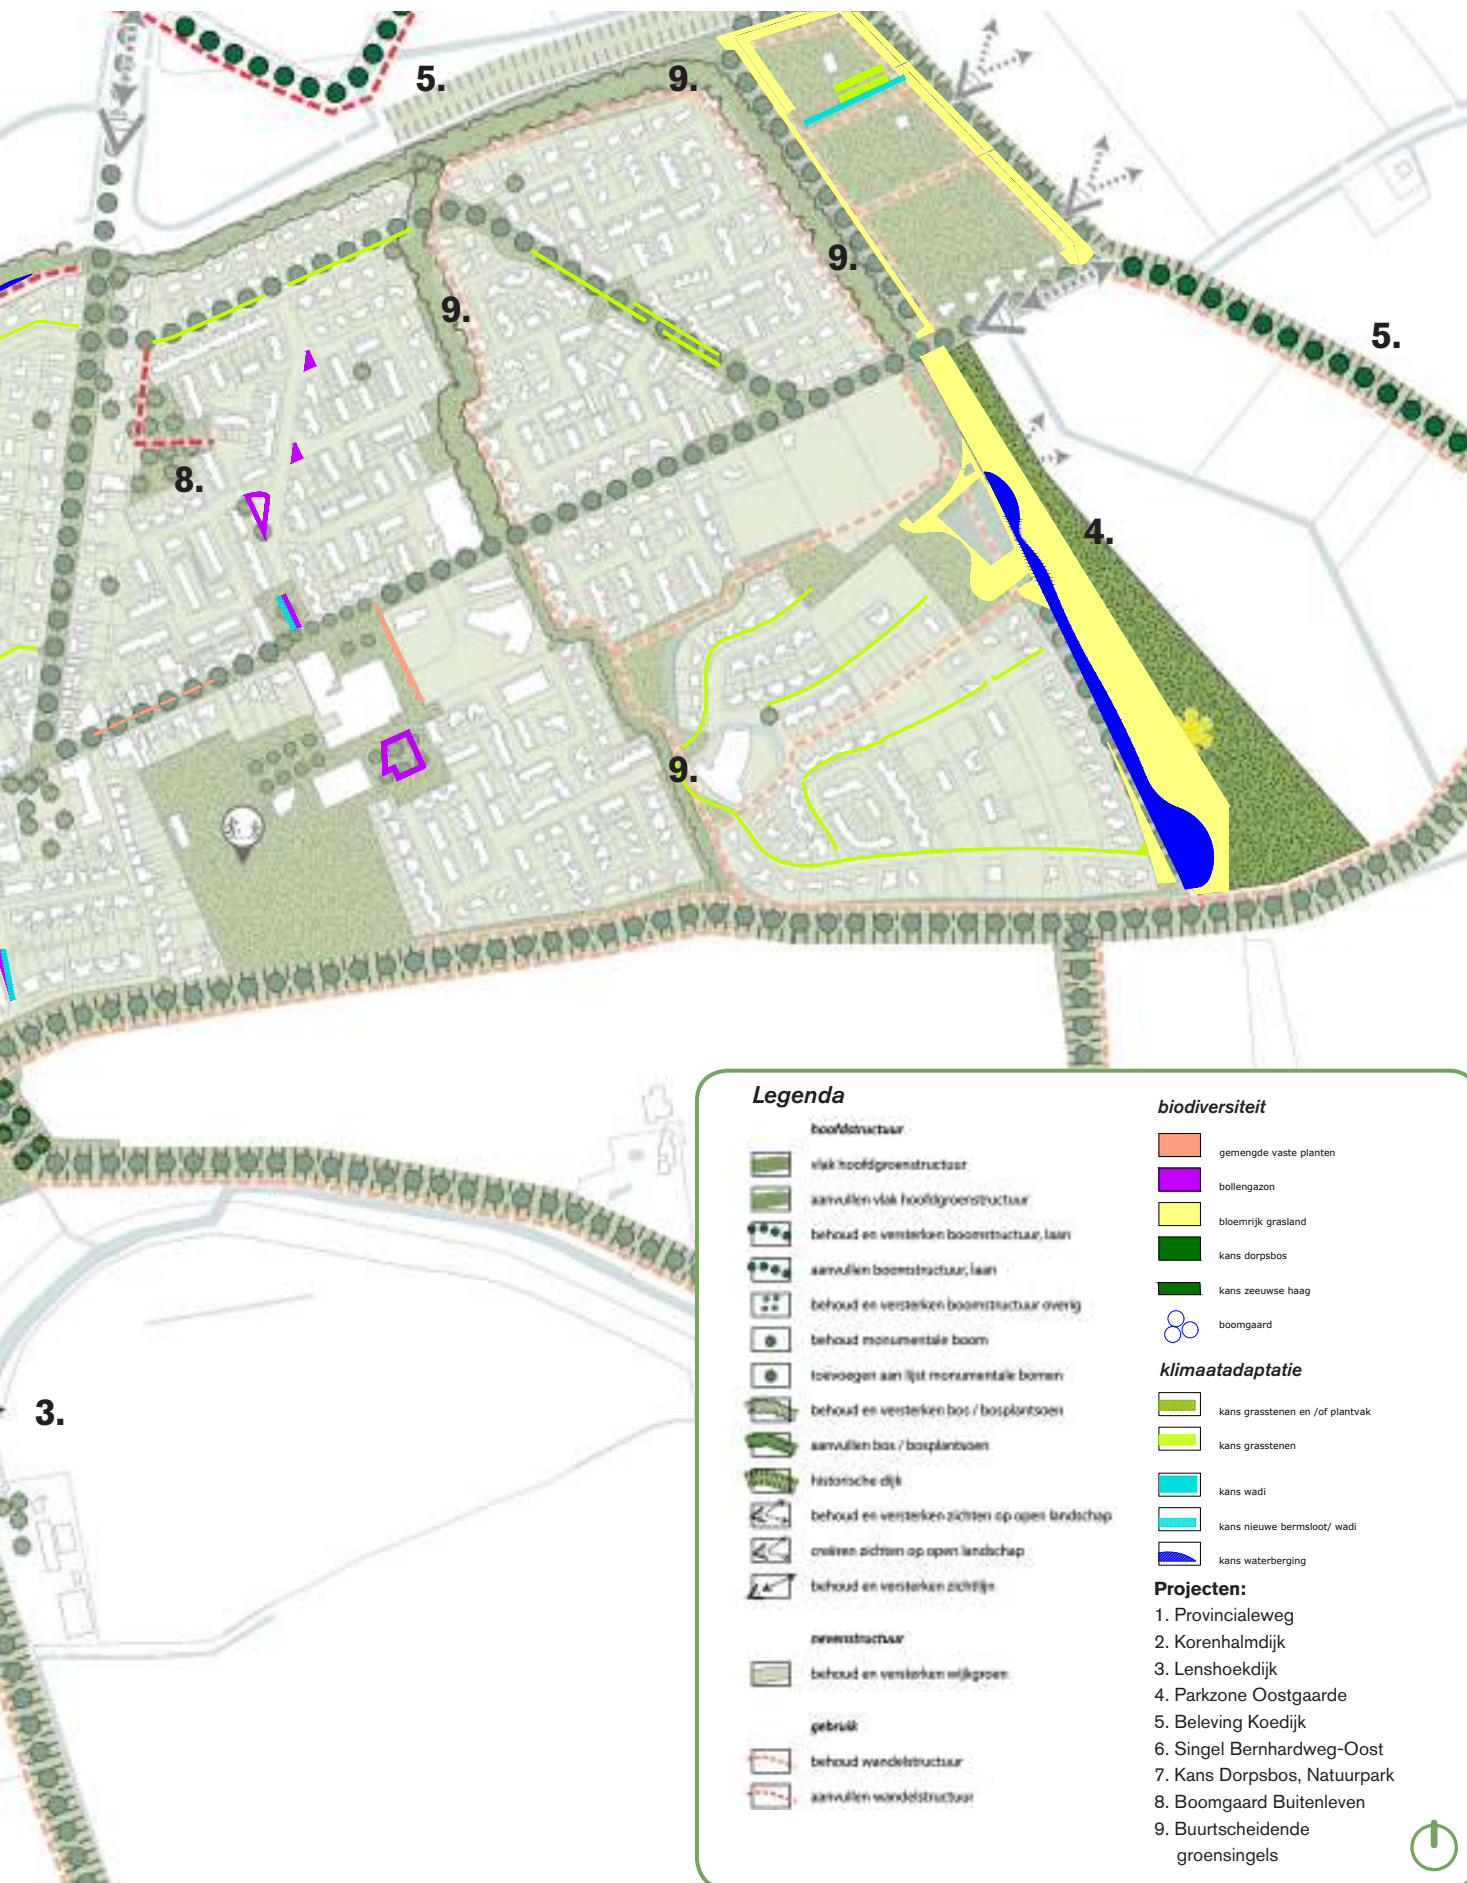 5.
9.
9.
9.
5.
8.
4.
9.
3.
Legenda
hoofdstructuur
vlak hoofdgroenstructuur
aanvullen vlak hoofdgroenstructuur
behoud en versterken boomstructuur, laan
aanvullen boomstructuur, laan
behoud en versterken boomstructuur overig
behoud monumentale boom
toevoegen aan lijst monumentale bomen
behoud en versterken bos / bosplantsoen
aanvullen bos / bosplantsoen
historische dijk
behoud en versterken zichten op open landschap
creëren zichten op open landschap
behoud en versterken zichtlijn
nevenstructuur
behoud en versterken wijkgroen
gebruik
behoud wandelstructuur
aanvullen wandelstructuur
biodiversiteit
gemengde vaste planten
bollengazon
bloemrijk grasland
kans dorpsbos
kans zeeuwse haag
boomgaard
klimaatadaptatie
kans grasstenen en /of plantvak
kans grasstenen
kans wadi
kans nieuwe bermsloot/ wadi
kans waterberging
Projecten:
1. Provincialeweg
2. Korenhalmdijk
3. Lenshoekdijk
4. Parkzone Oostgaarde
5. Beleving Koedijk
6. Singel Bernhardweg-Oost
7. Kans Dorpsbos, Natuurpark
8. Boomgaard Buitenleven
9. Buurtscheidende
groensingels